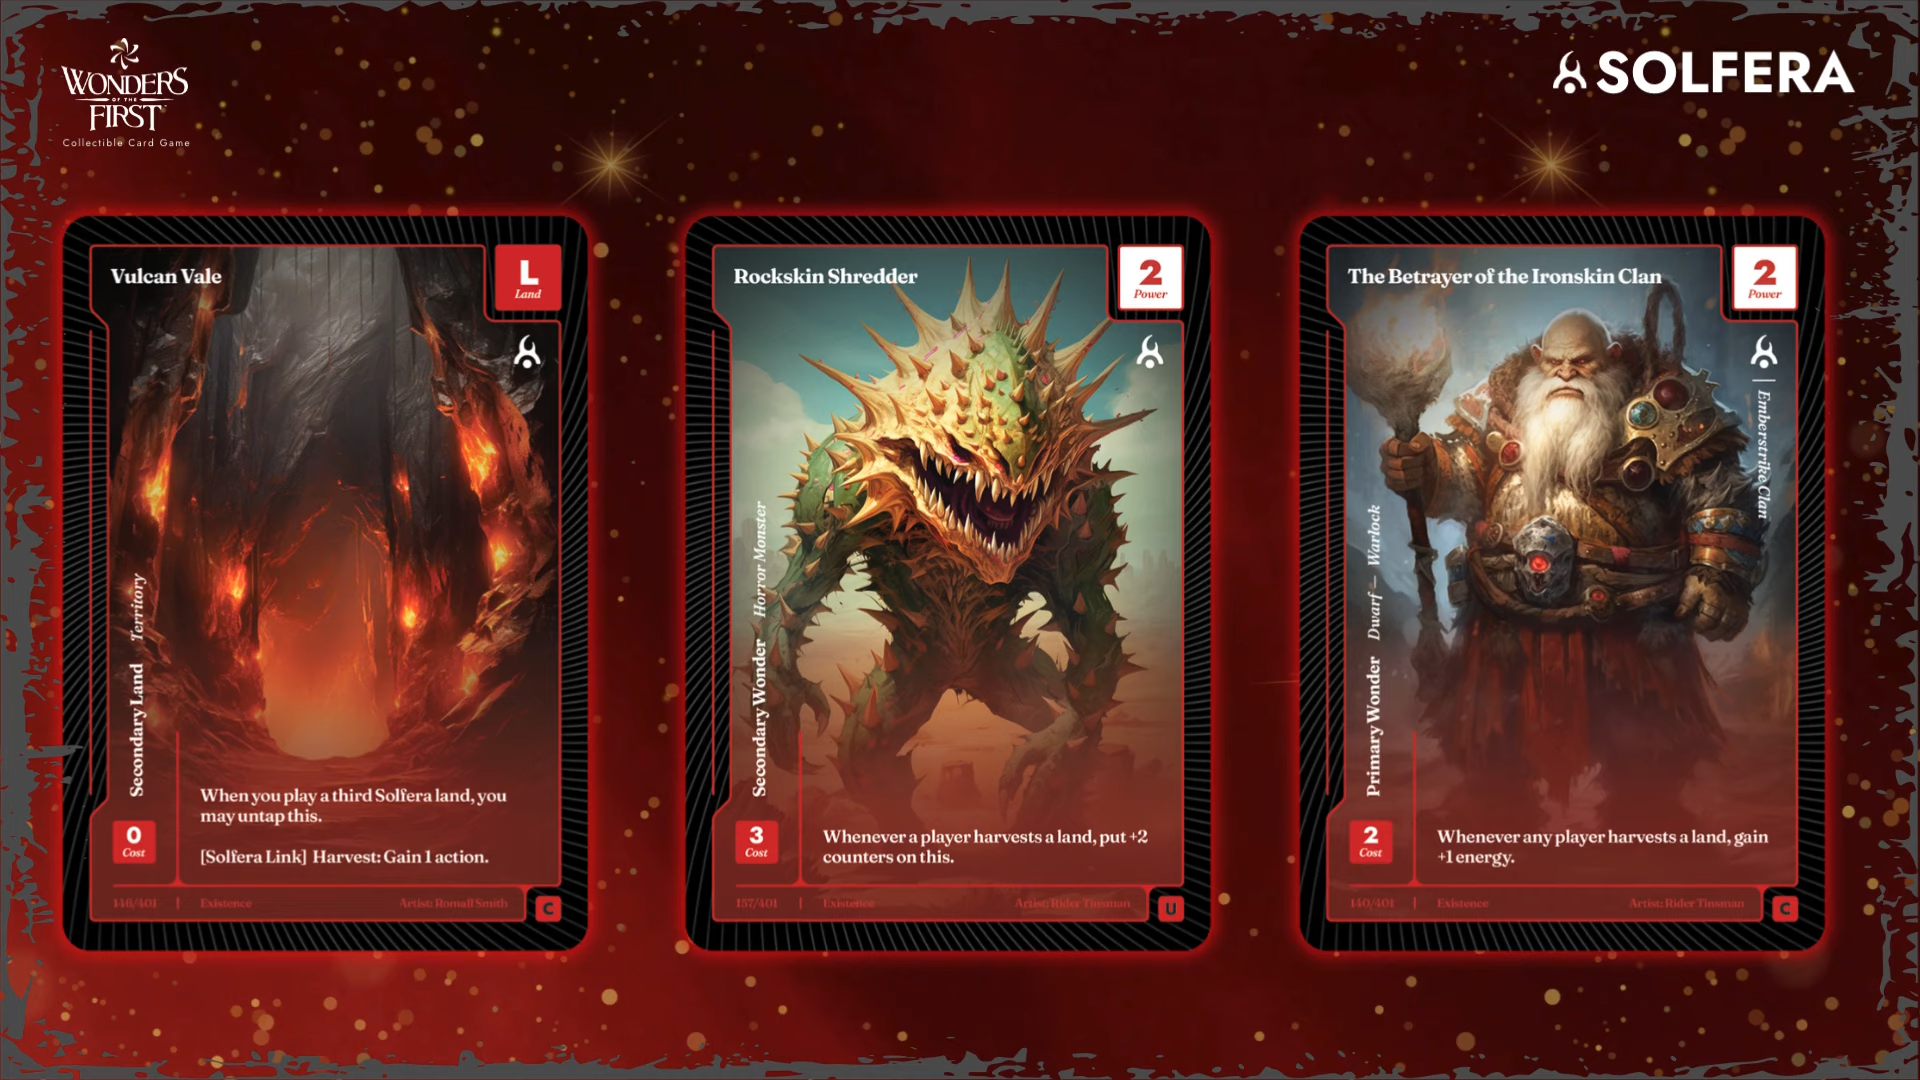 WONDERS
OF THE
FIRST
Collectible Card Game
SOLFERA
Vulcan Vale
L
Land
Secondary Land Territory
When you play a third Solfera land, you
may untap this.
[Solfera Link] Harvest: Gain 1 action.
0
Cost
146/401 | Existence Artist: Romall Smith
C
Rockskin Shredder
2
Power
Secondary Wonder Horror Monster
Whenever a player harvests a land, put +2
counters on this.
3
Cost
157/401 | Existence Artist: Rider Tinsman
U
The Betrayer of the Ironskin Clan
2
Power
Emberstrike Clan
Primary Wonder Dwarf — Warlock
Whenever any player harvests a land, gain
+1 energy.
2
Cost
140/401 | Existence Artist: Rider Tinsman
C